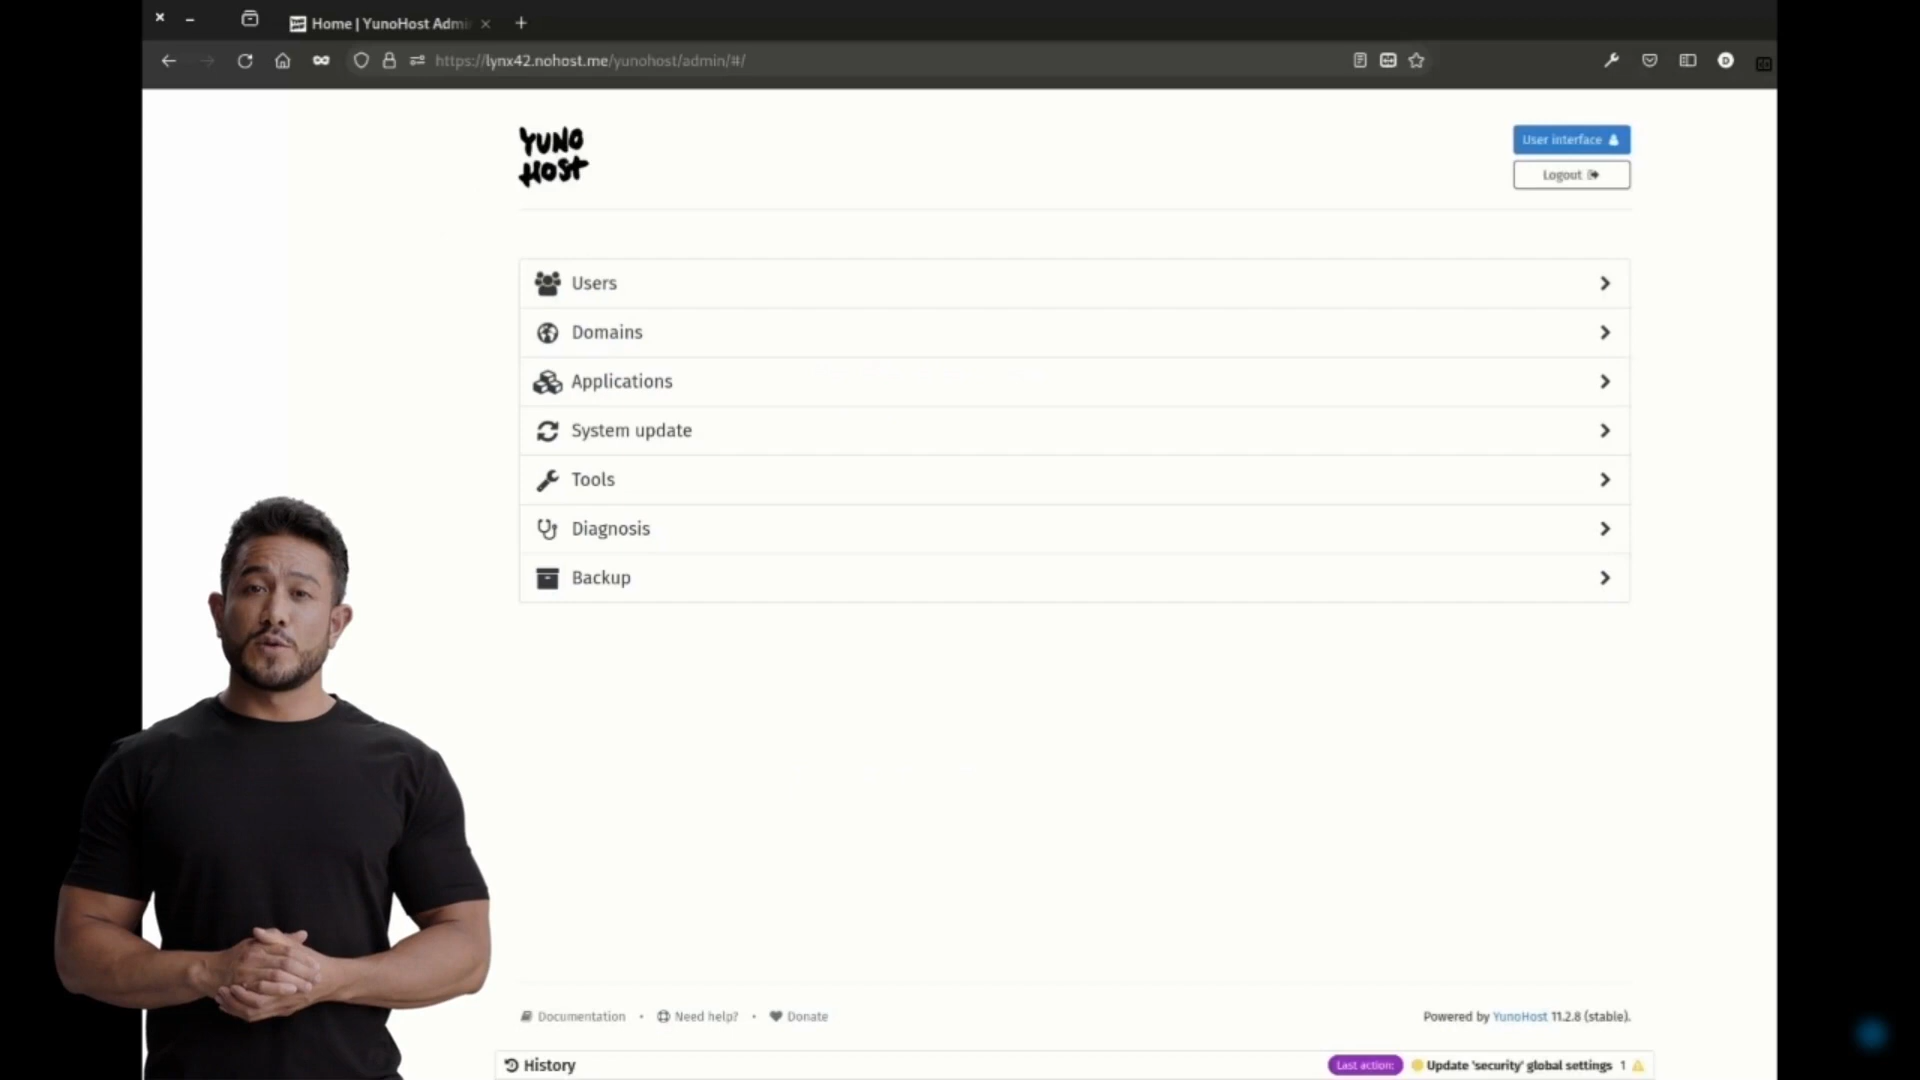 Home | YunoHost Admi
https://lynx42.nohost.me/yunohost/admin/#/
YUNO
HOST
User interface
Logout
Users
Domains
Applications
System update
Tools
Diagnosis
Backup
Documentation • Need help? • Donate
Powered by YunoHost 11.2.8 (stable).
History
Last action: Update 'security' global settings 1